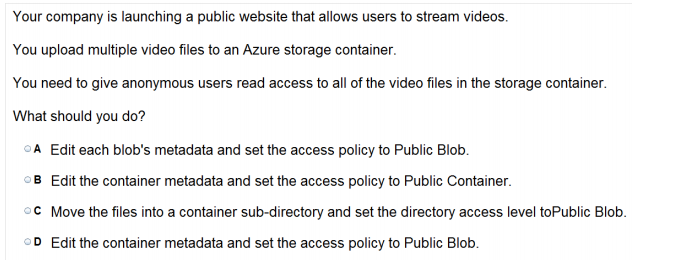 Your company is launching a public website that allows users to stream videos.
You upload multiple video files to an Azure storage container.
You need to give anonymous users read access to all of the video files in the storage container.
What should you do?
A Edit each blob's metadata and set the access policy to Public Blob.
B Edit the container metadata and set the access policy to Public Container.
C Move the files into a container sub-directory and set the directory access level toPublic Blob.
D Edit the container metadata and set the access policy to Public Blob.